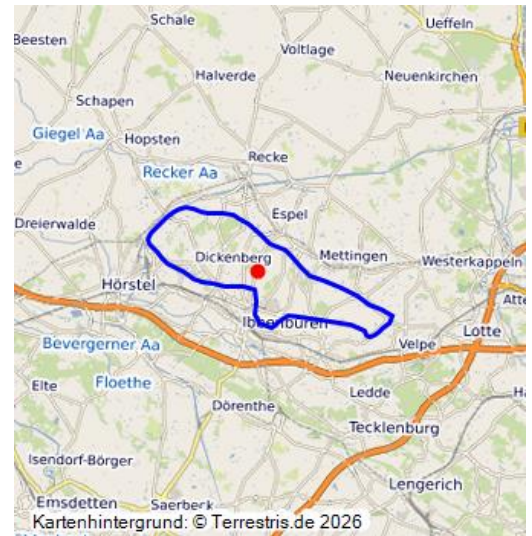 Schale
Ueffeln
Beesten
Voltlage
Halverde
Neuenkirchen
Schapen
Giegel Aa
Hopsten
Recke
Recker Aa
Espel
Dreierwalde
Dickenberg
Mettingen
Westerkappeln
Hörstel
Atte
Ibbenbüren
Lotte
Bevergerner Aa
Velpe
Elte
Floethe
Ledde
Ha
Dörenthe
Tecklenburg
Isendorf-Börger
Lengerich
Emsdetten
Saerbeck
Kartenhintergrund: © Terrestris.de 2026